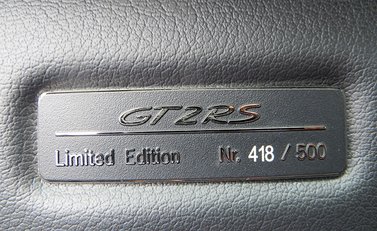 GT2RS
Limited Edition Nr. 418 / 500